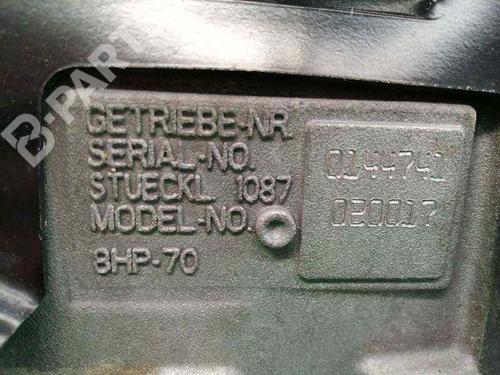 B-PARTS
GETRIEBE-NR.
SERIAL-NO. 0144741
STUECKL 1087
MODEL-NO. 020017
8HP-70